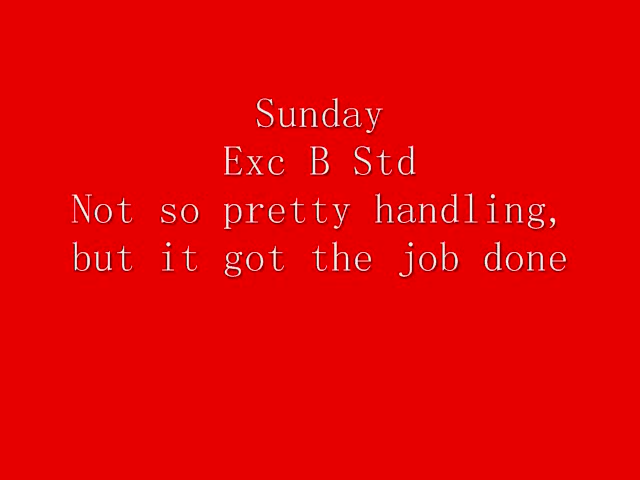 Sunday
Exc B Std
Not so pretty handling,
but it got the job done